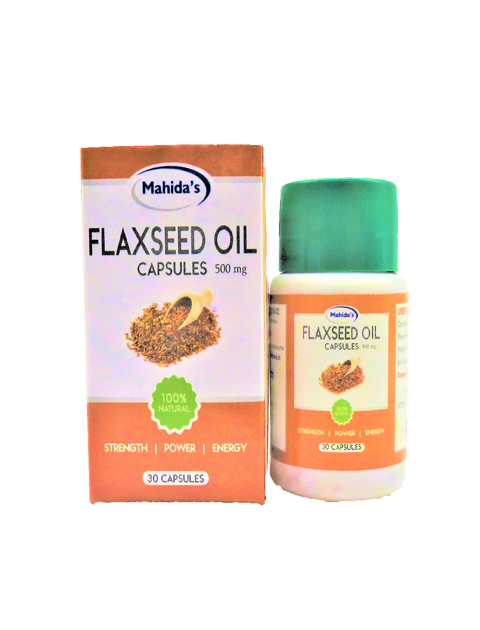 Mahida's
FLAXSEED OIL
CAPSULES 500 mg
100%
NATURAL
STRENGTH | POWER | ENERGY
30 CAPSULES
Mahida's
FLAXSEED OIL
CAPSULES 500 mg
100%
NATURAL
STRENGTH | POWER | ENERGY
30 CAPSULES